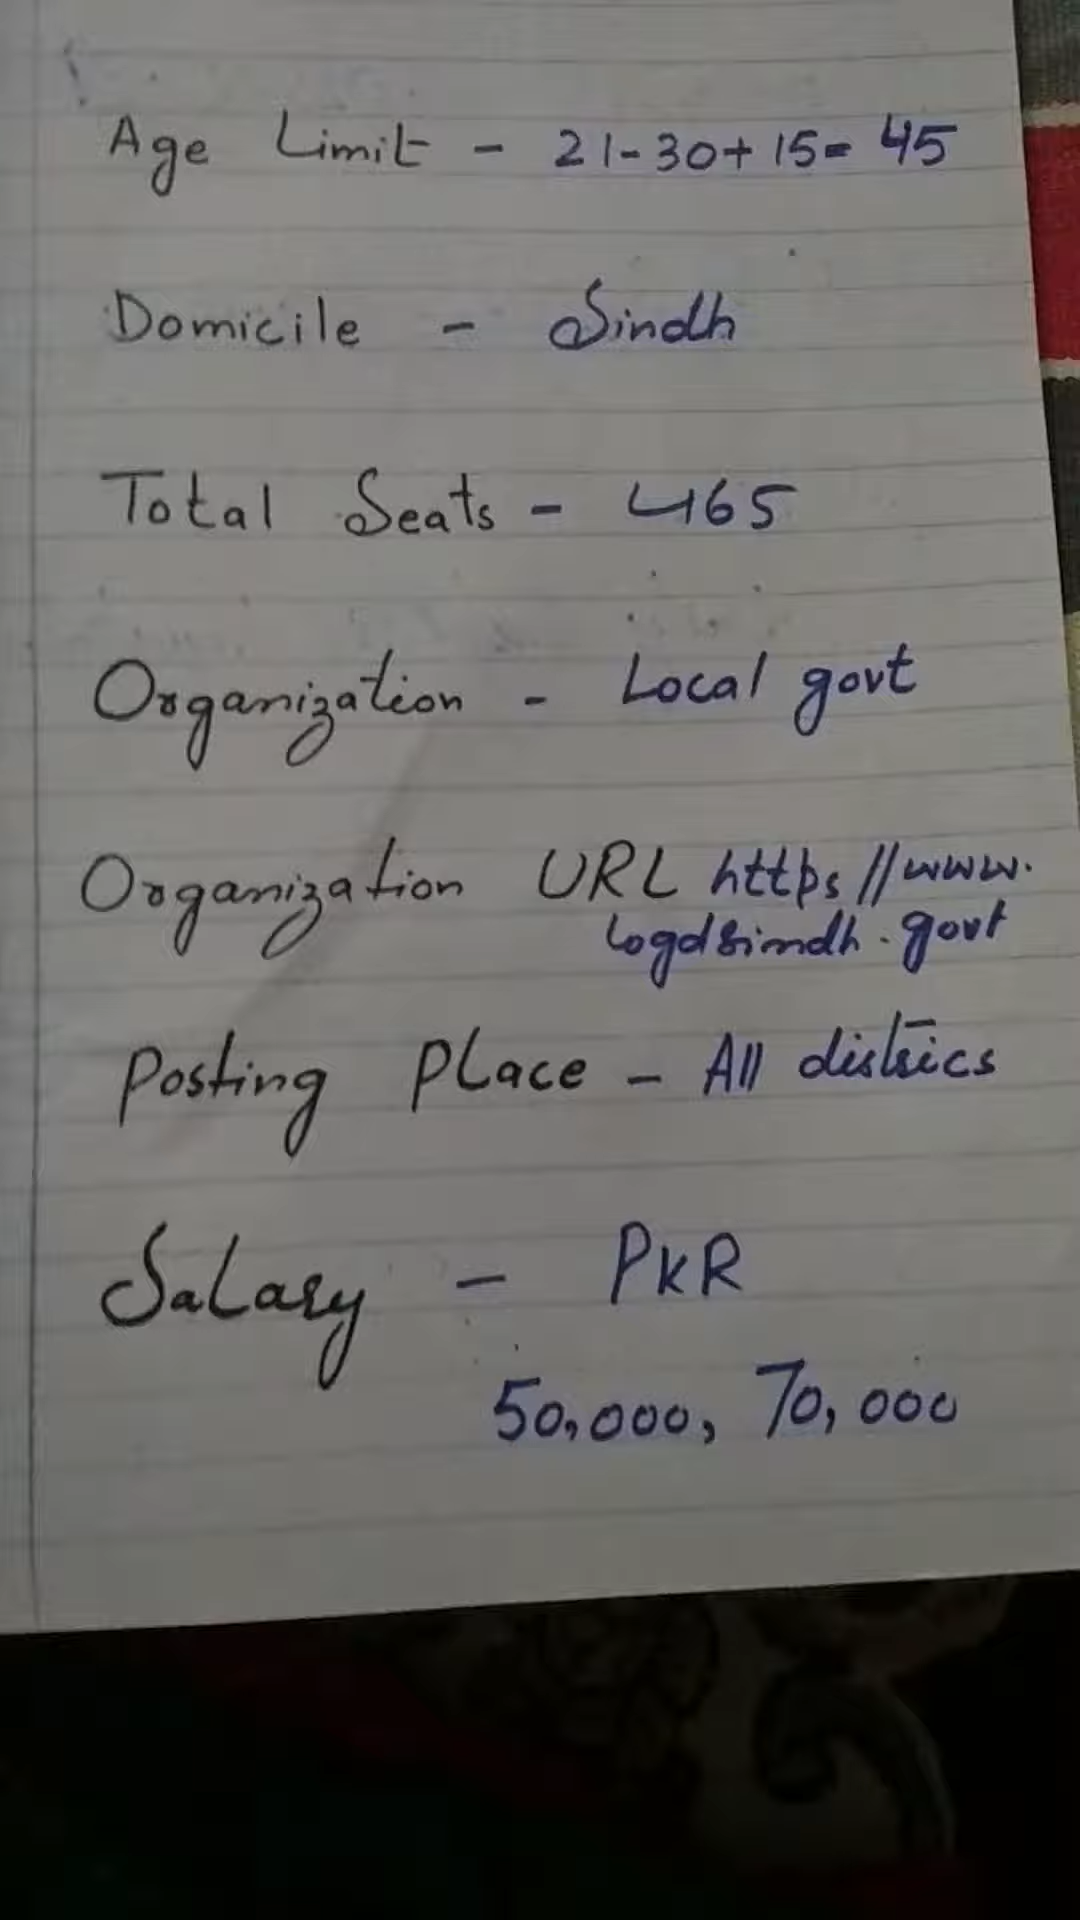 Age Limit - 21-30+15= 45
Domicile - Sindh
Total Seats - 465
Organization - Local govt
Organization URL https//www.
logdsindh.govt
Posting Place - All districs
Salary - PKR
50,000, 70,000